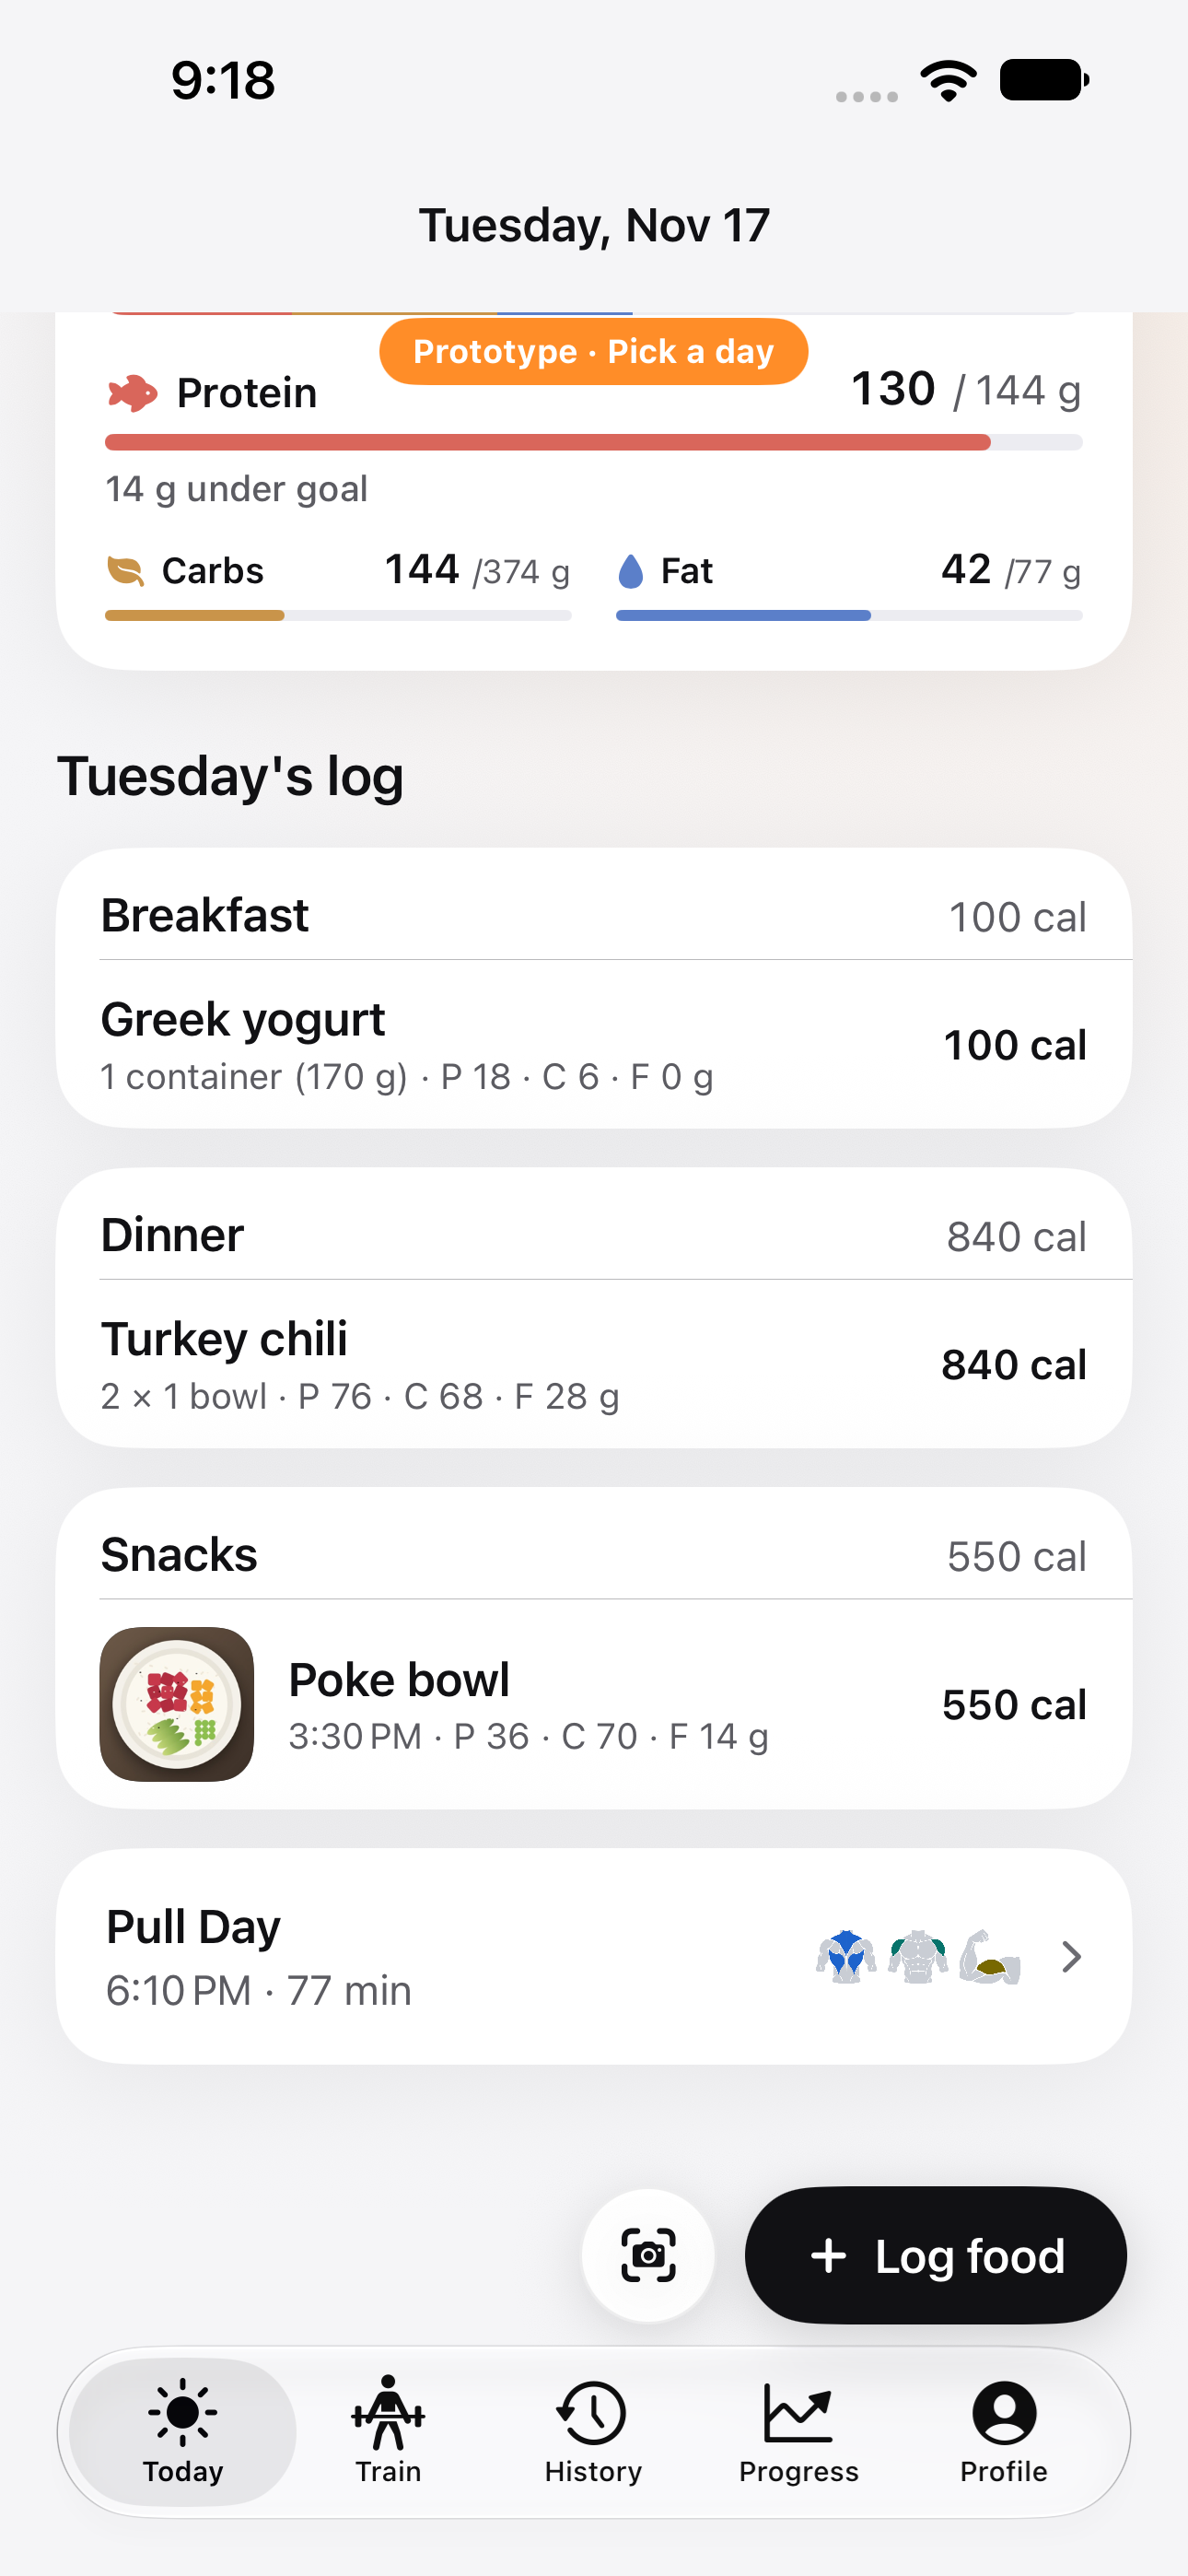 9:18
Tuesday, Nov 17
Prototype · Pick a day
Protein 130 / 144 g
14 g under goal
Carbs 144 /374 g Fat 42 /77 g
Tuesday's log
Breakfast 100 cal
Greek yogurt
1 container (170 g) · P 18 · C 6 · F 0 g
100 cal
Dinner 840 cal
Turkey chili
2 × 1 bowl · P 76 · C 68 · F 28 g
840 cal
Snacks 550 cal
Poke bowl
3:30 PM · P 36 · C 70 · F 14 g
550 cal
Pull Day
6:10 PM · 77 min
+ Log food
Today Train History Progress Profile